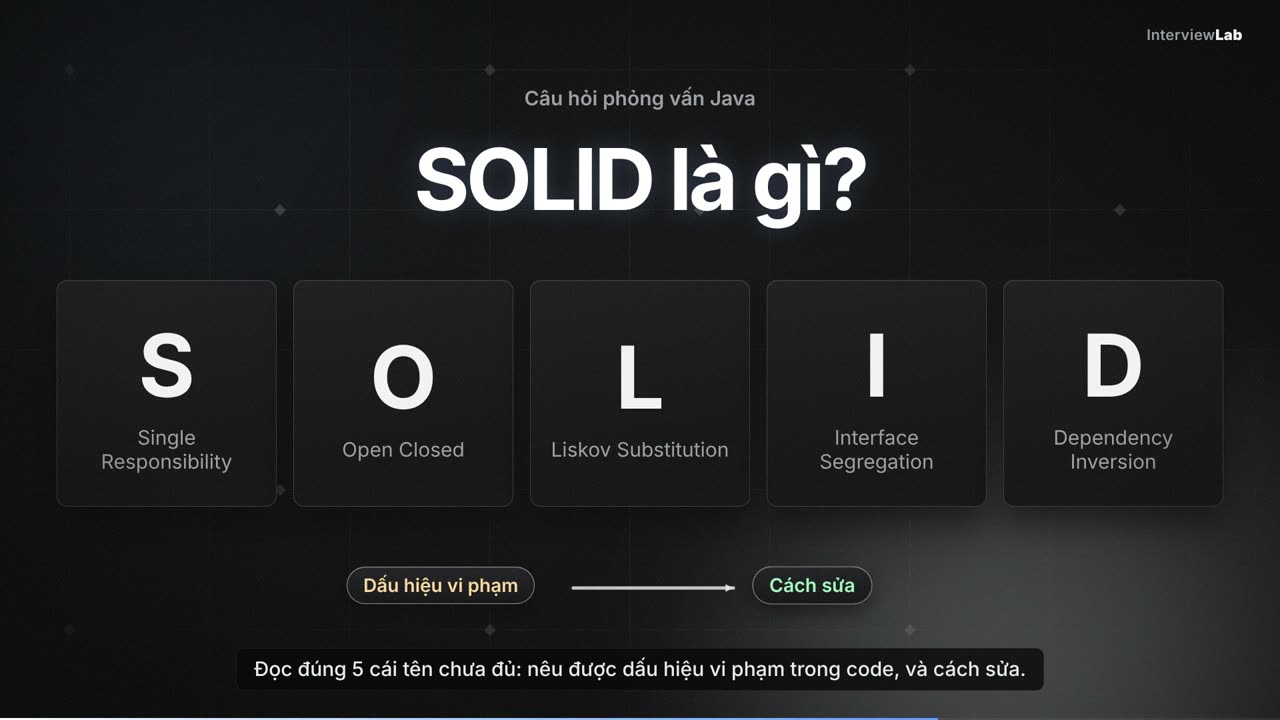 InterviewLab
Câu hỏi phỏng vấn Java
SOLID là gì?
S
Single
Responsibility
O
Open Closed
L
Liskov Substitution
I
Interface
Segregation
D
Dependency
Inversion
Dấu hiệu vi phạm
Cách sửa
Đọc đúng 5 cái tên chưa đủ: nêu được dấu hiệu vi phạm trong code, và cách sửa.